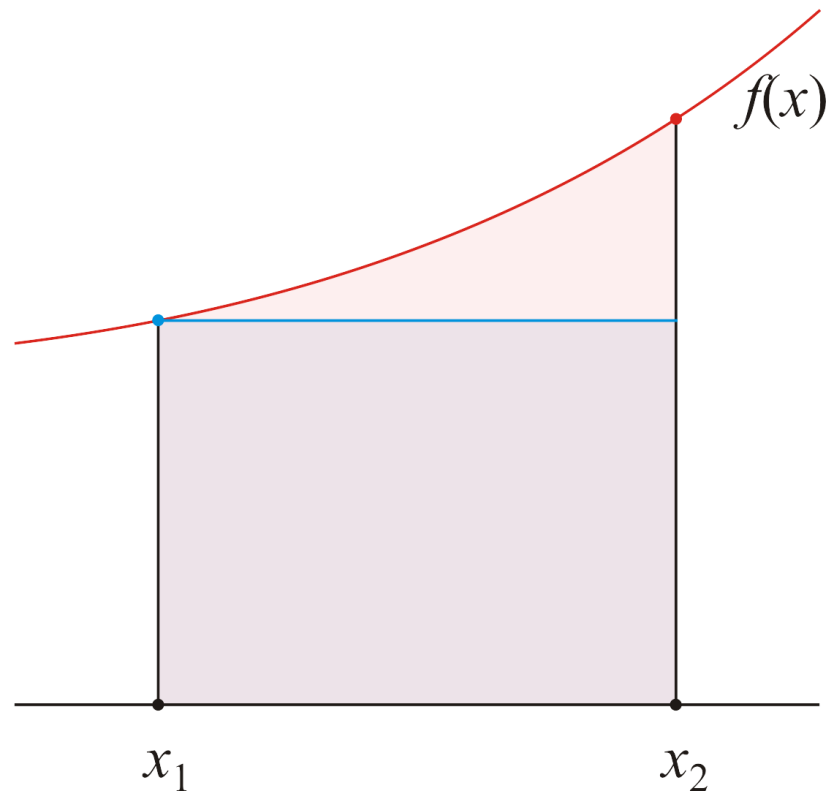 f(x)
x₁ x₂